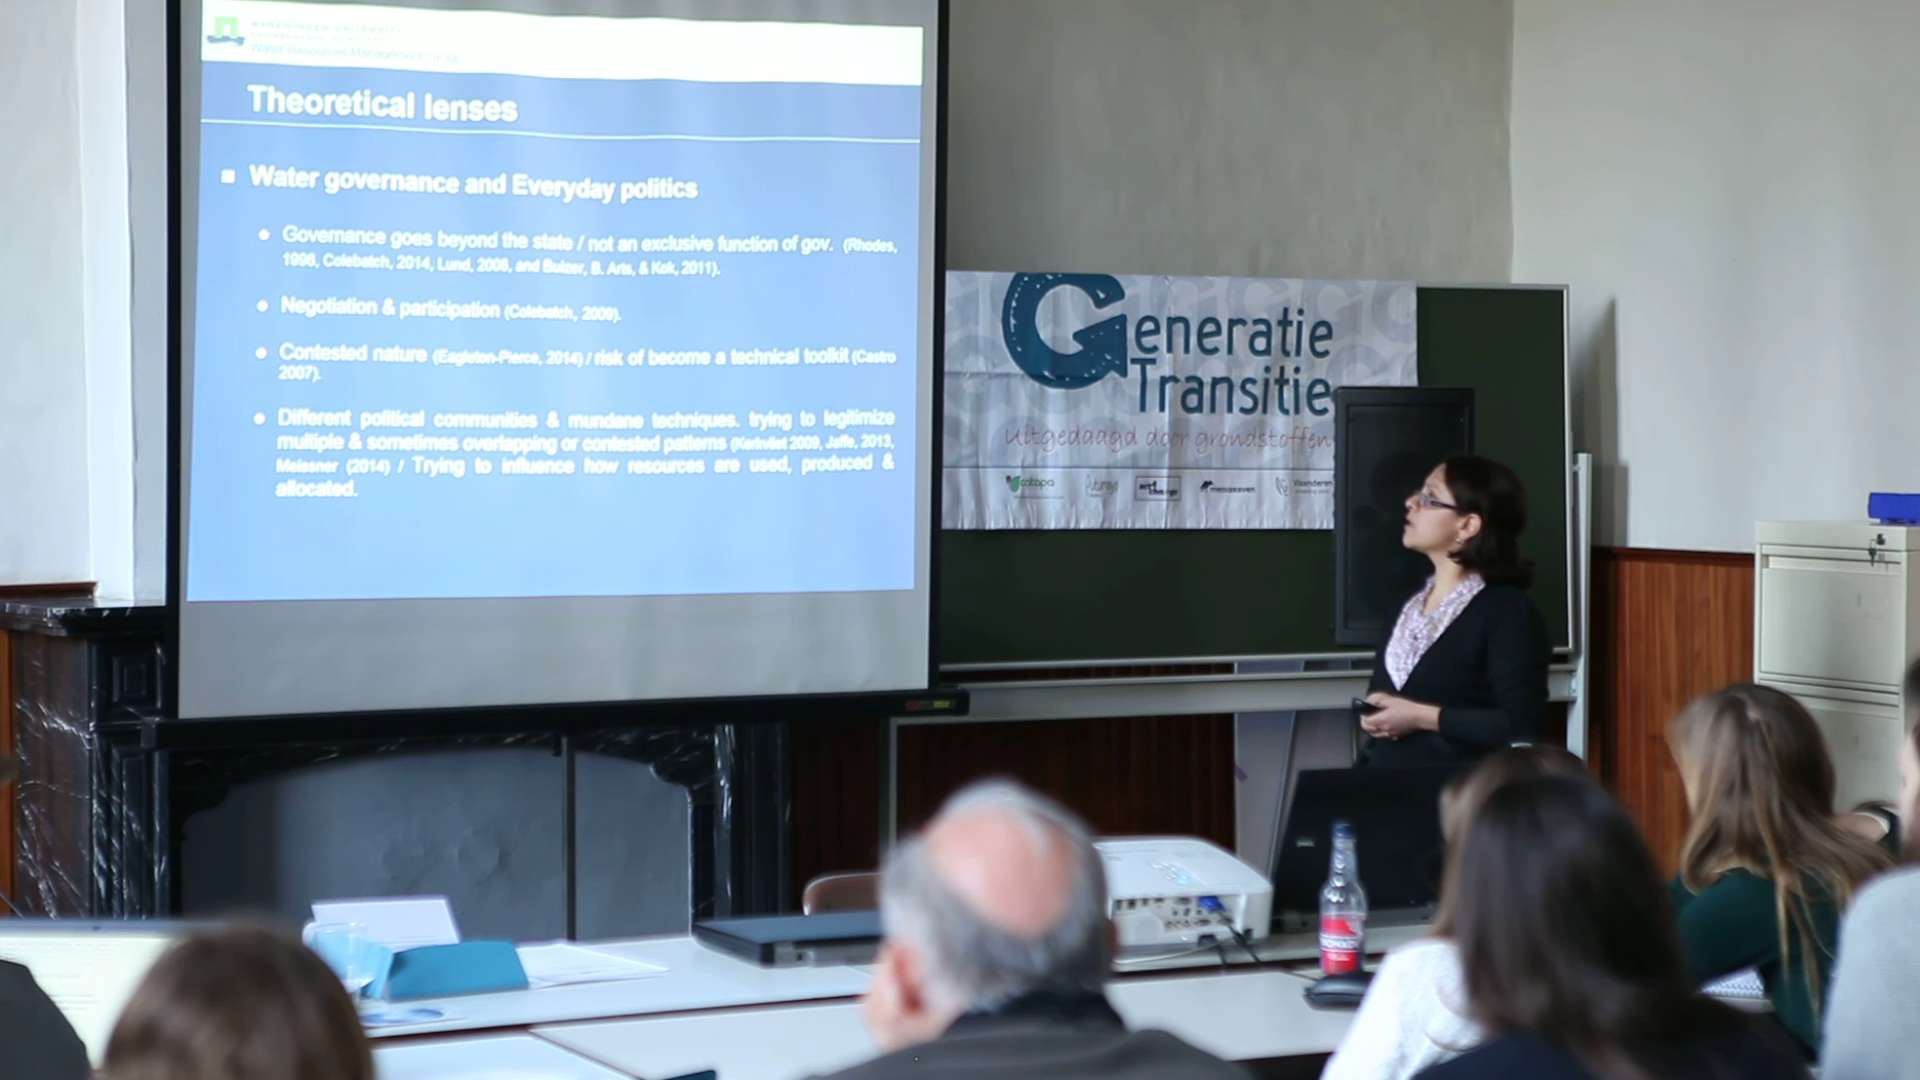 WAGENINGEN UNIVERSITY
Water Resources Management Group
Theoretical lenses
Water governance and Everyday politics
Governance goes beyond the state / not an exclusive function of gov. (Rhodes,
1996, Colebatch, 2014, Lund, 2006, and Buizer, B. Arts, & Kok, 2011).
Negotiation & participation (Colebatch, 2009).
Contested nature (Eagleton-Pierce, 2014) / risk of become a technical toolkit (Castro
2007).
Different political communities & mundane techniques. trying to legitimize
multiple & sometimes overlapping or contested patterns (Kerkvliet 2009, Jaffe, 2013,
Meissner (2014) / Trying to influence how resources are used, produced &
allocated.
Generatie
Transitie
uitgedaagd door grondstoffen
catapa